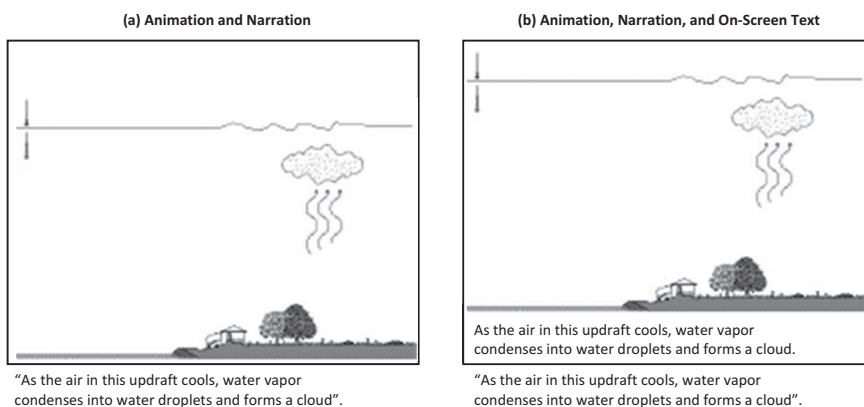 (a) Animation and Narration
“As the air in this updraft cools, water vapor
condenses into water droplets and forms a cloud”.
(b) Animation, Narration, and On-Screen Text
As the air in this updraft cools, water vapor
condenses into water droplets and forms a cloud.
“As the air in this updraft cools, water vapor
condenses into water droplets and forms a cloud”.